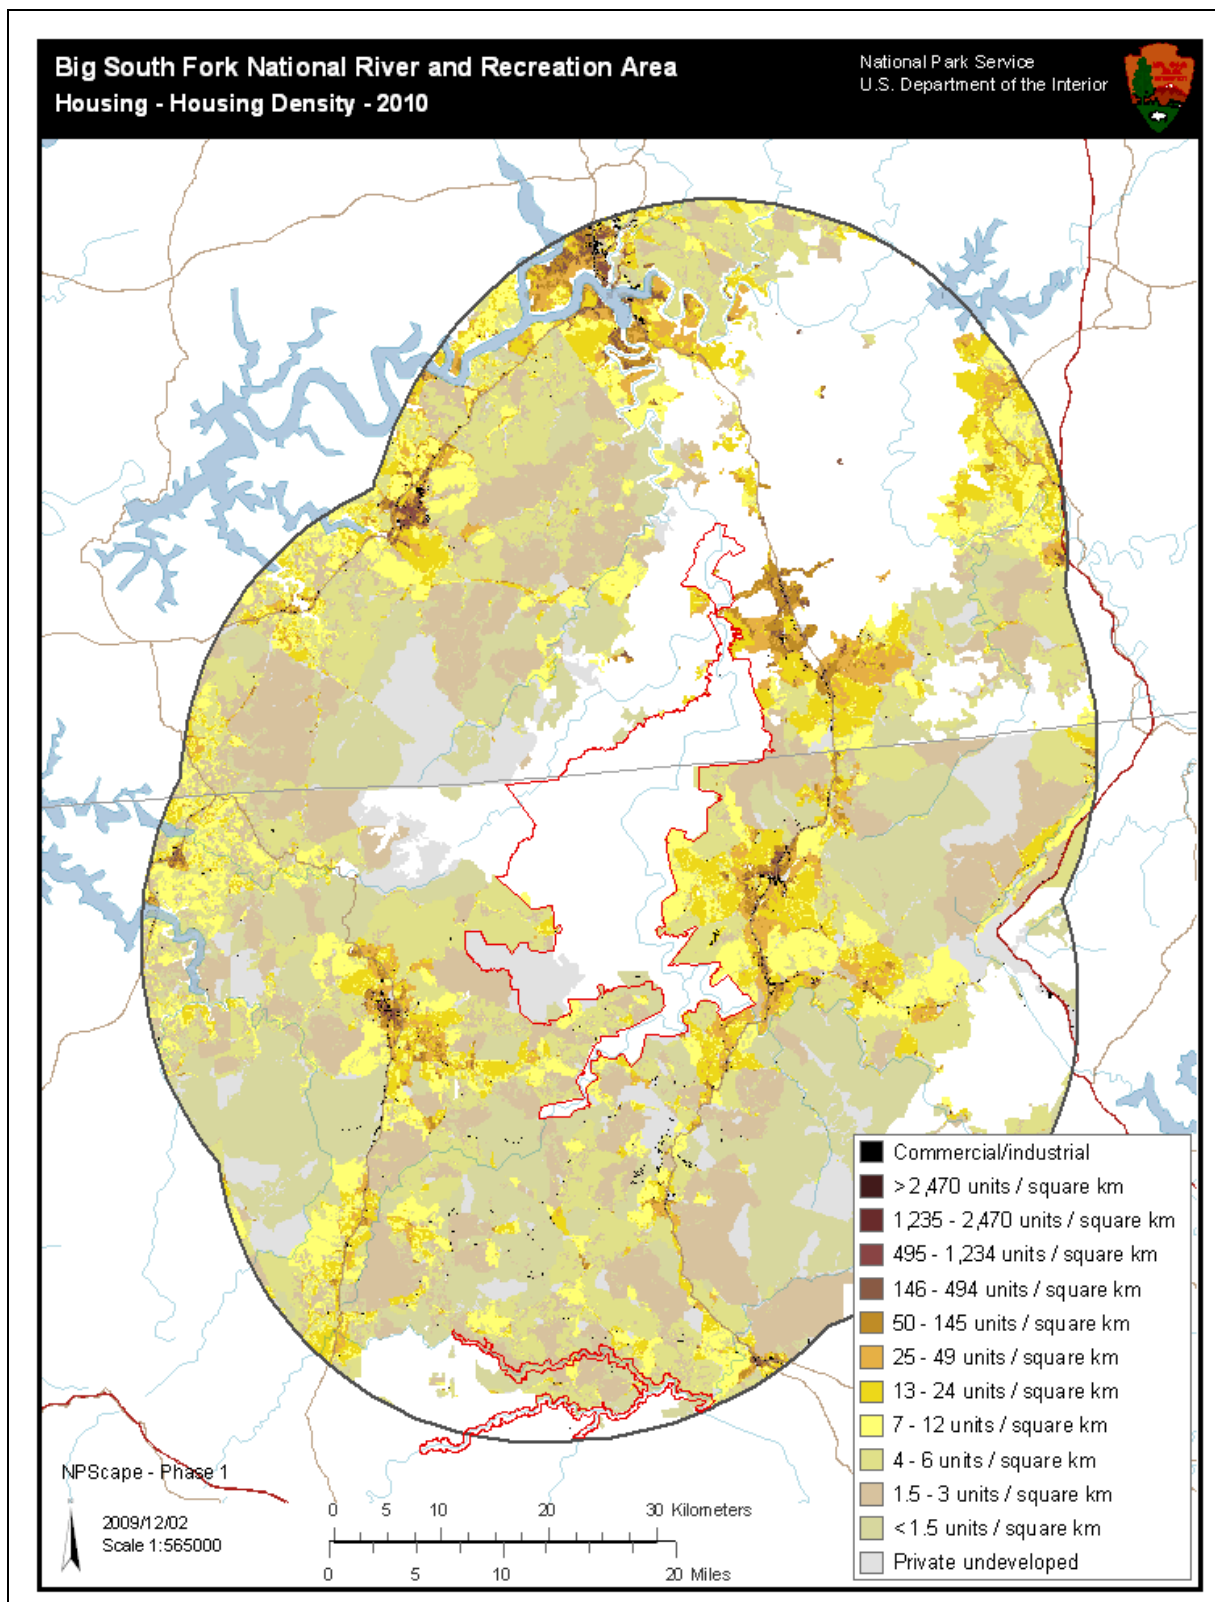 Big South Fork National River and Recreation Area
Housing - Housing Density - 2010
National Park Service
U.S. Department of the Interior
Commercial/industrial
>2,470 units / square km
1,235 - 2,470 units / square km
495 - 1,234 units / square km
146 - 494 units / square km
50 - 145 units / square km
25 - 49 units / square km
13 - 24 units / square km
7 - 12 units / square km
4 - 6 units / square km
1.5 - 3 units / square km
<1.5 units / square km
Private undeveloped
NPScape - Phase 1
2009/12/02
Scale 1:565000
0 5 10 20 30 Kilometers
0 5 10 20 Miles